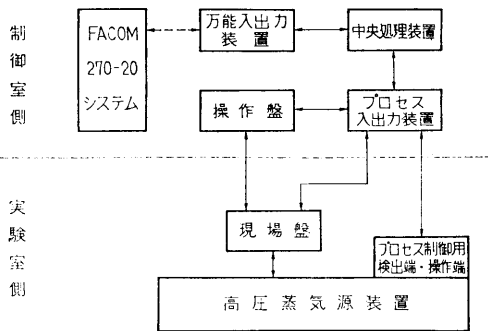 制御室側
FACOM
270-20
システム
万能入出力
装置
中央処理装置
操作盤
プロセス
入出力装置
実験室側
現場盤
プロセス制御用
検出端・操作端
高圧蒸気源装置